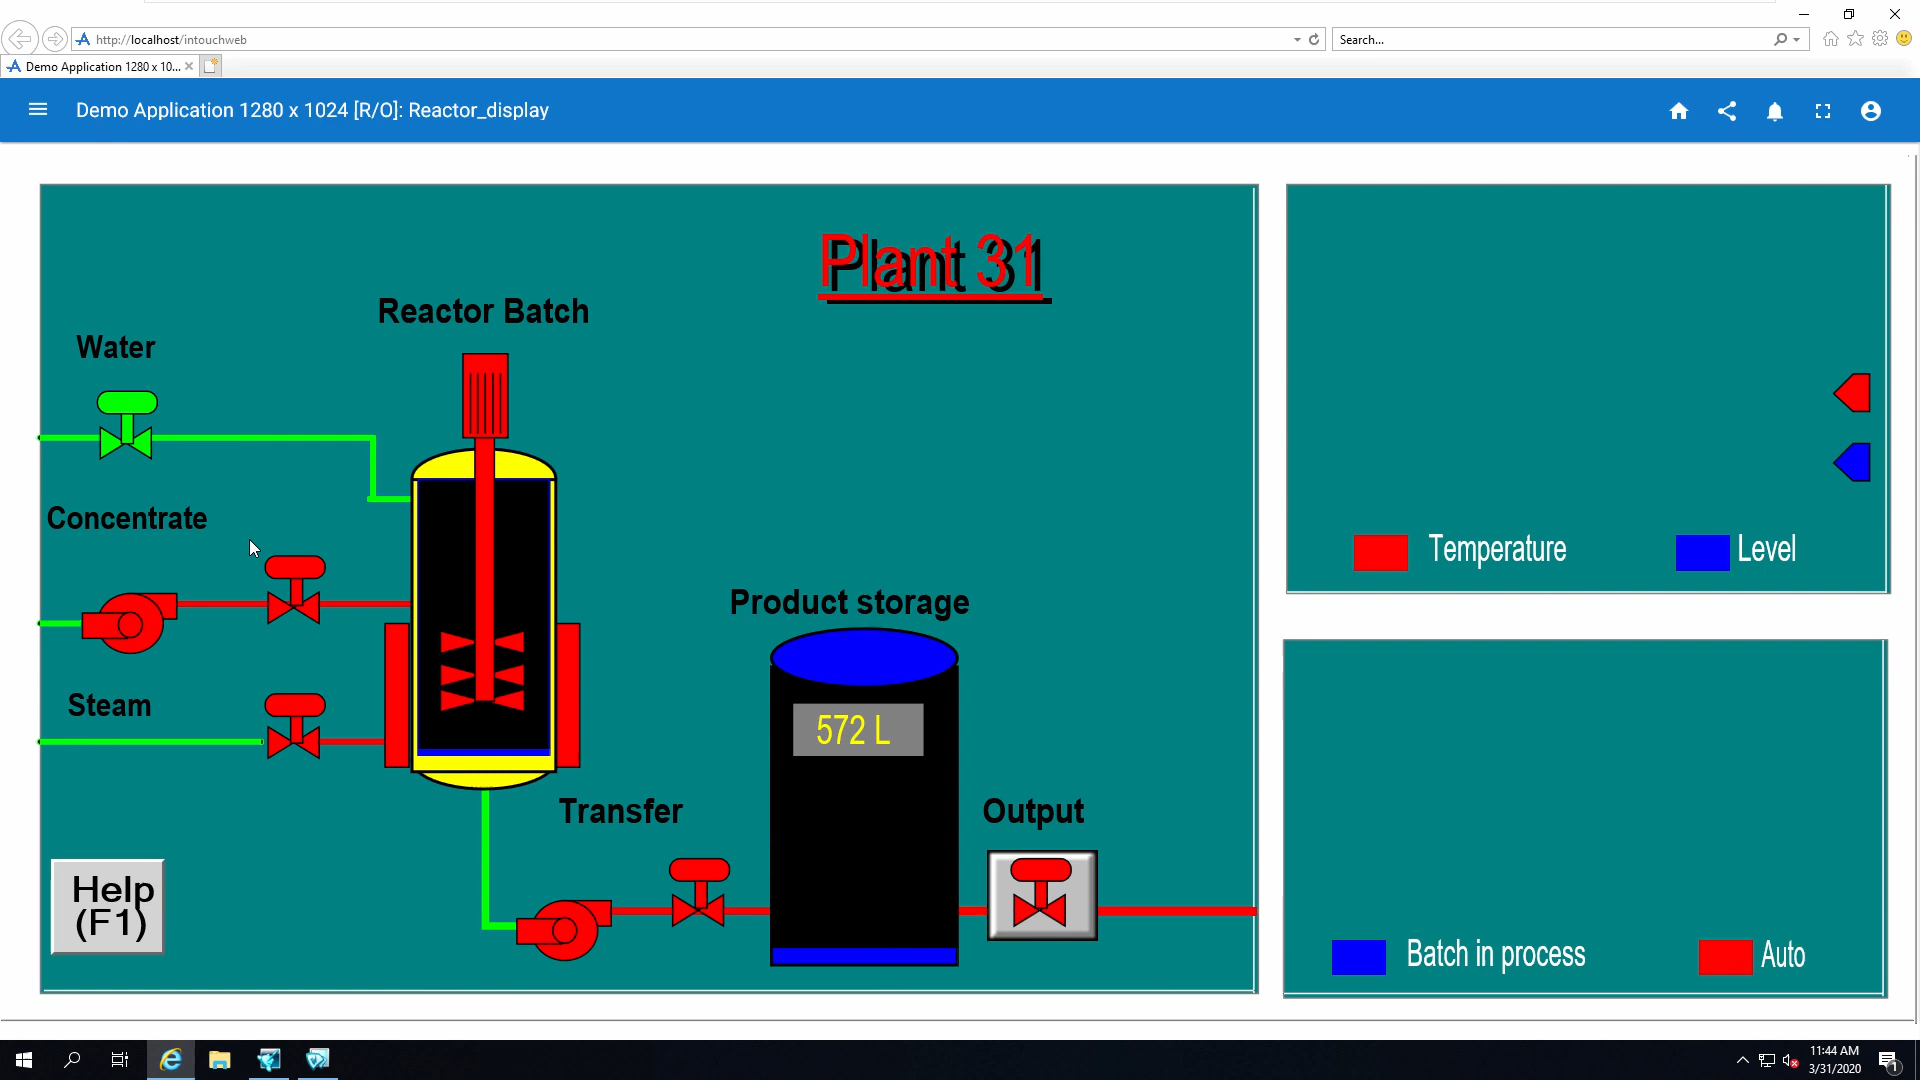 http://localhost/intouchweb
Search...
Demo Application 1280 x 10...
Demo Application 1280 x 1024 [R/O]: Reactor_display
Plant 31
Reactor Batch
Water
Concentrate
Temperature
Level
Product storage
Steam
572 L
Transfer
Output
Help
(F1)
Batch in process
Auto
11:44 AM
3/31/2020
1